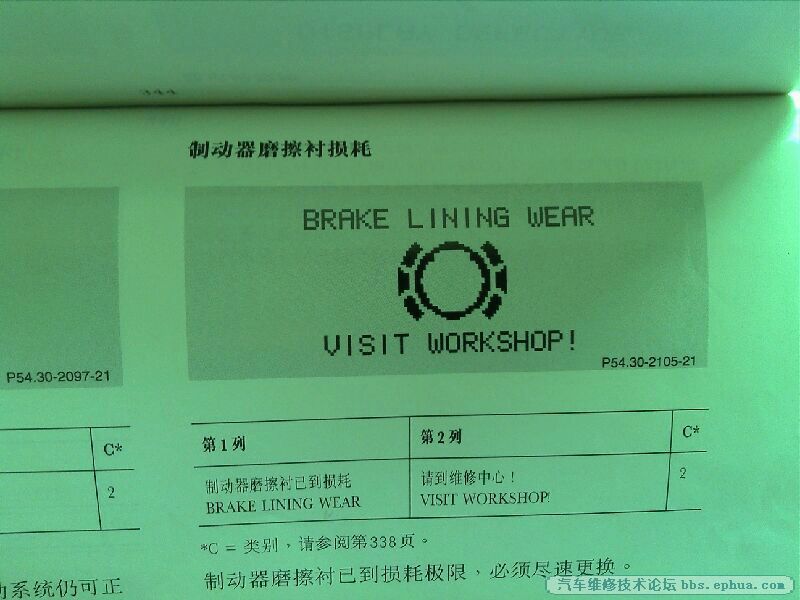 344
制动器磨擦衬损耗
BRAKE LINING WEAR
VISIT WORKSHOP!
P54.30-2105-21
P54.30-2097-21
C*
2
第1列 第2列 C*
制动器磨擦衬已到损耗 请到维修中心！ 2
BRAKE LINING WEAR VISIT WORKSHOP!
*C = 类别，请参阅第338页。
制动器磨擦衬已到损耗极限，必须尽速更换。
系统仍可正
汽车维修技术论坛 bbs.ephua.com